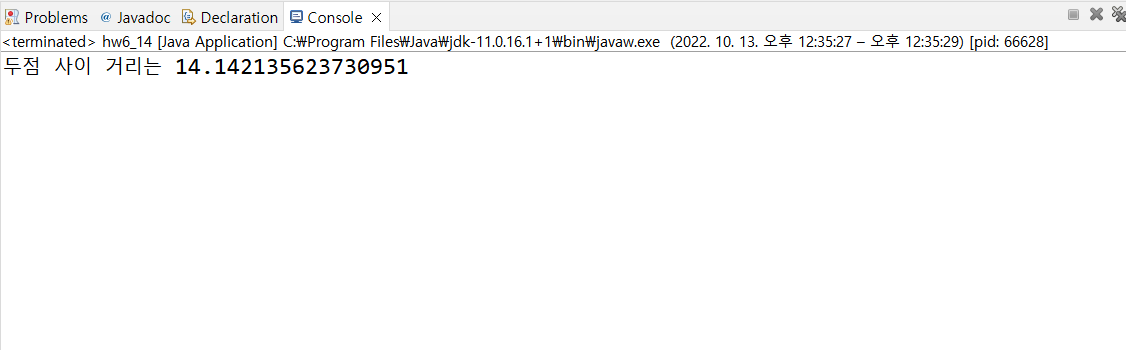 Problems @ Javadoc Declaration Console
<terminated> hw6_14 [Java Application] C:₩Program Files₩Java₩jdk-11.0.16.1+1₩bin₩javaw.exe (2022. 10. 13. 오후 12:35:27 – 오후 12:35:29) [pid: 66628]
두점 사이 거리는 14.142135623730951